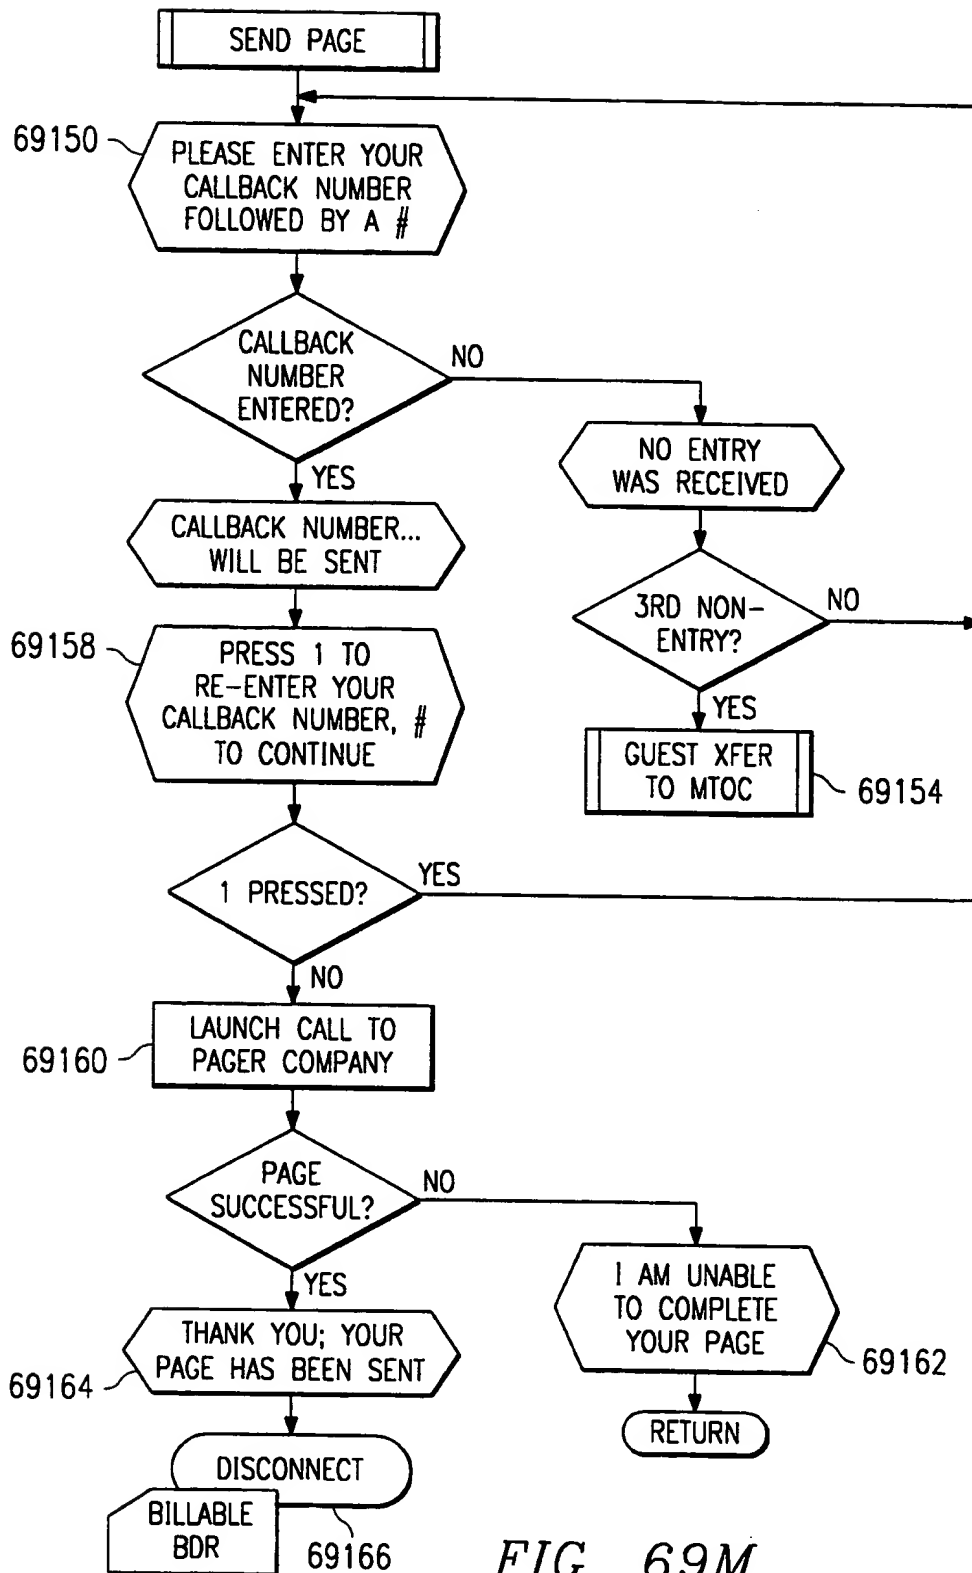 SEND PAGE
69150
PLEASE ENTER YOUR
CALLBACK NUMBER
FOLLOWED BY A #
CALLBACK
NUMBER
ENTERED?
NO
YES
NO ENTRY
WAS RECEIVED
CALLBACK NUMBER...
WILL BE SENT
3RD NON-
ENTRY?
NO
YES
69158
PRESS 1 TO
RE-ENTER YOUR
CALLBACK NUMBER, #
TO CONTINUE
GUEST XFER
TO MTOC
69154
1 PRESSED?
YES
NO
LAUNCH CALL TO
PAGER COMPANY
69160
PAGE
SUCCESSFUL?
NO
YES
I AM UNABLE
TO COMPLETE
YOUR PAGE
69162
THANK YOU; YOUR
PAGE HAS BEEN SENT
69164
RETURN
DISCONNECT
BILLABLE
BDR
69166
FIG. 69M